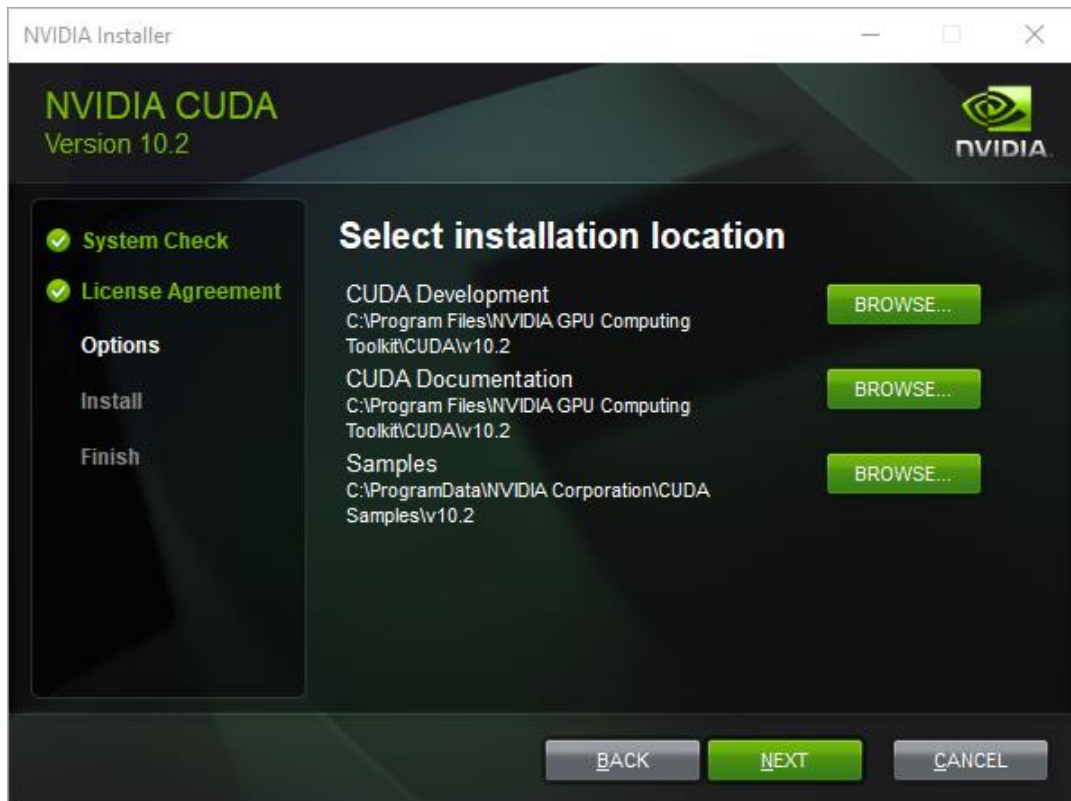 NVIDIA Installer
NVIDIA CUDA
Version 10.2
NVIDIA.
System Check
License Agreement
Options
Install
Finish
Select installation location
CUDA Development
C:\Program Files\NVIDIA GPU Computing
Toolkit\CUDA\v10.2
BROWSE...
CUDA Documentation
C:\Program Files\NVIDIA GPU Computing
Toolkit\CUDA\v10.2
BROWSE...
Samples
C:\ProgramData\NVIDIA Corporation\CUDA
Samples\v10.2
BROWSE...
BACK
NEXT
CANCEL